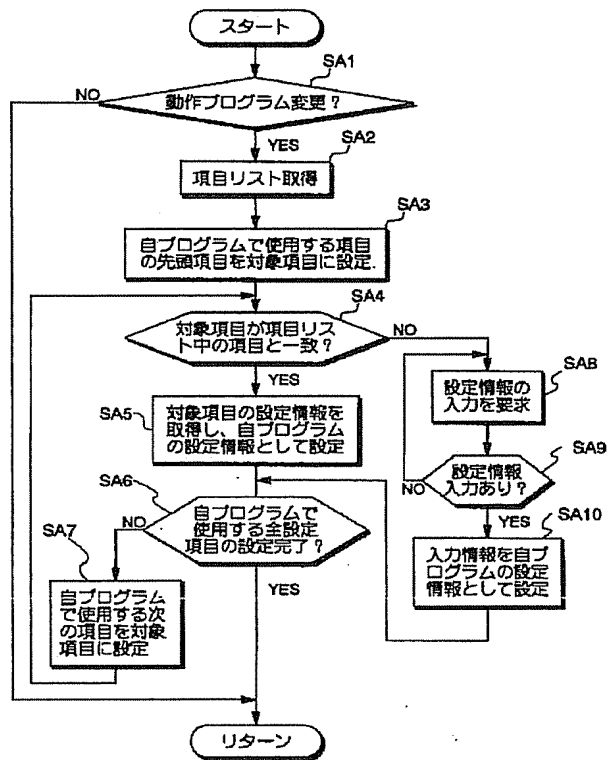 スタート
SA1
動作プログラム変更？
NO
YES
SA2
項目リスト取得
SA3
自プログラムで使用する項目
の先頭項目を対象項目に設定.
SA4
対象項目が項目リス
ト中の項目と一致？
NO
YES
SA5
対象項目の設定情報を
取得し、自プログラム
の設定情報として設定
SA8
設定情報の
入力を要求
SA9
設定情報
入力あり？
NO
YES
SA10
入力情報を自プ
ログラムの設定
情報として設定
SA6
自プログラムで
使用する全設定
項目の設定完了？
NO
YES
SA7
自プログラム
で使用する次
の項目を対象
項目に設定
リターン